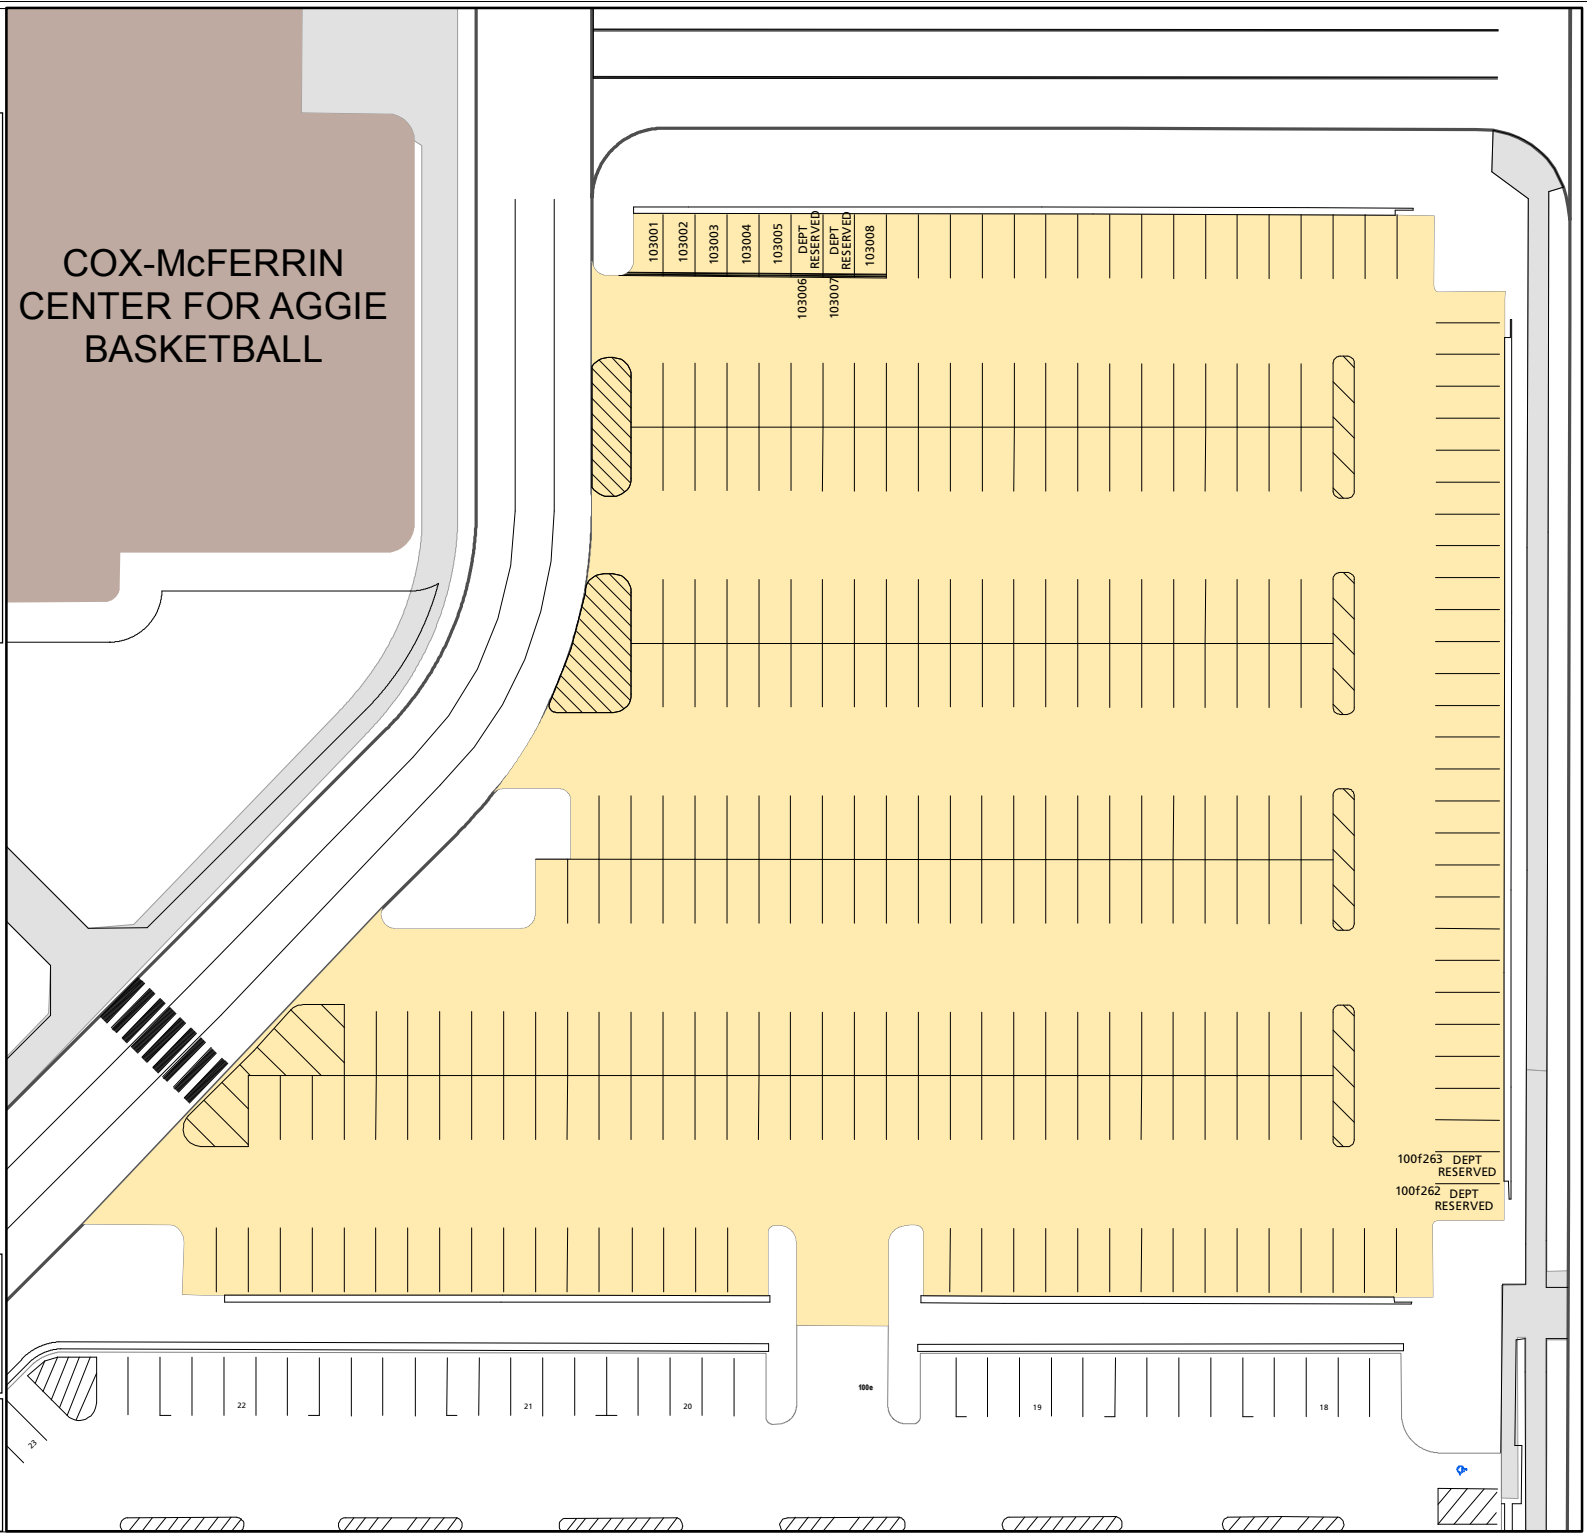 COX-McFERRIN
CENTER FOR AGGIE
BASKETBALL
103001
103002
103003
103004
103005
DEPT
RESERVED
DEPT
RESERVED
103008
103006
103007
100f263
DEPT
RESERVED
100f262
DEPT
RESERVED
100e
22
21
20
19
18
23